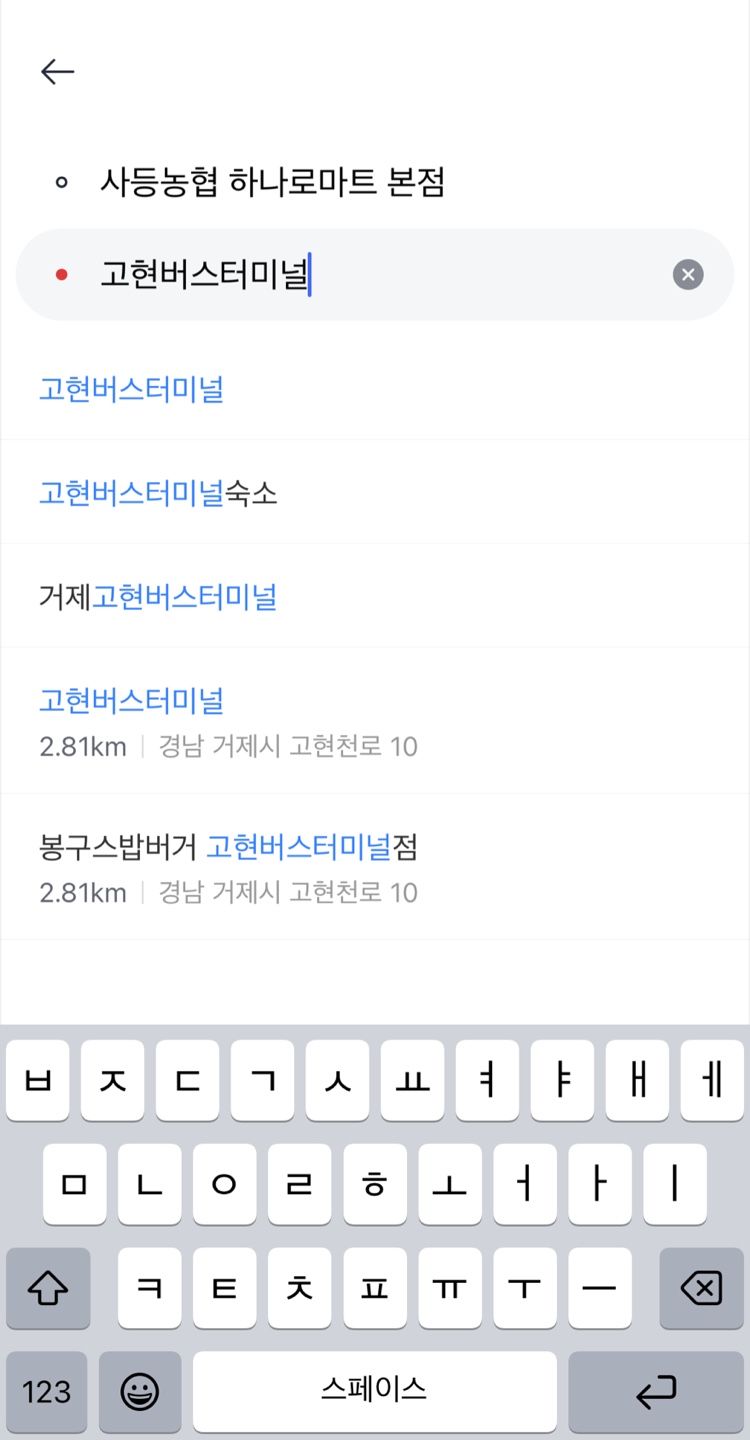 사등농협 하나로마트 본점
고현버스터미널
고현버스터미널
고현버스터미널숙소
거제고현버스터미널
고현버스터미널
2.81km | 경남 거제시 고현천로 10
봉구스밥버거 고현버스터미널점
2.81km | 경남 거제시 고현천로 10
ㅂ ㅈ ㄷ ㄱ ㅅ ㅛ ㅕ ㅑ ㅐ ㅔ
ㅁ ㄴ ㅇ ㄹ ㅎ ㅗ ㅓ ㅏ ㅣ
ㅋ ㅌ ㅊ ㅍ ㅠ ㅜ ㅡ
123 스페이스